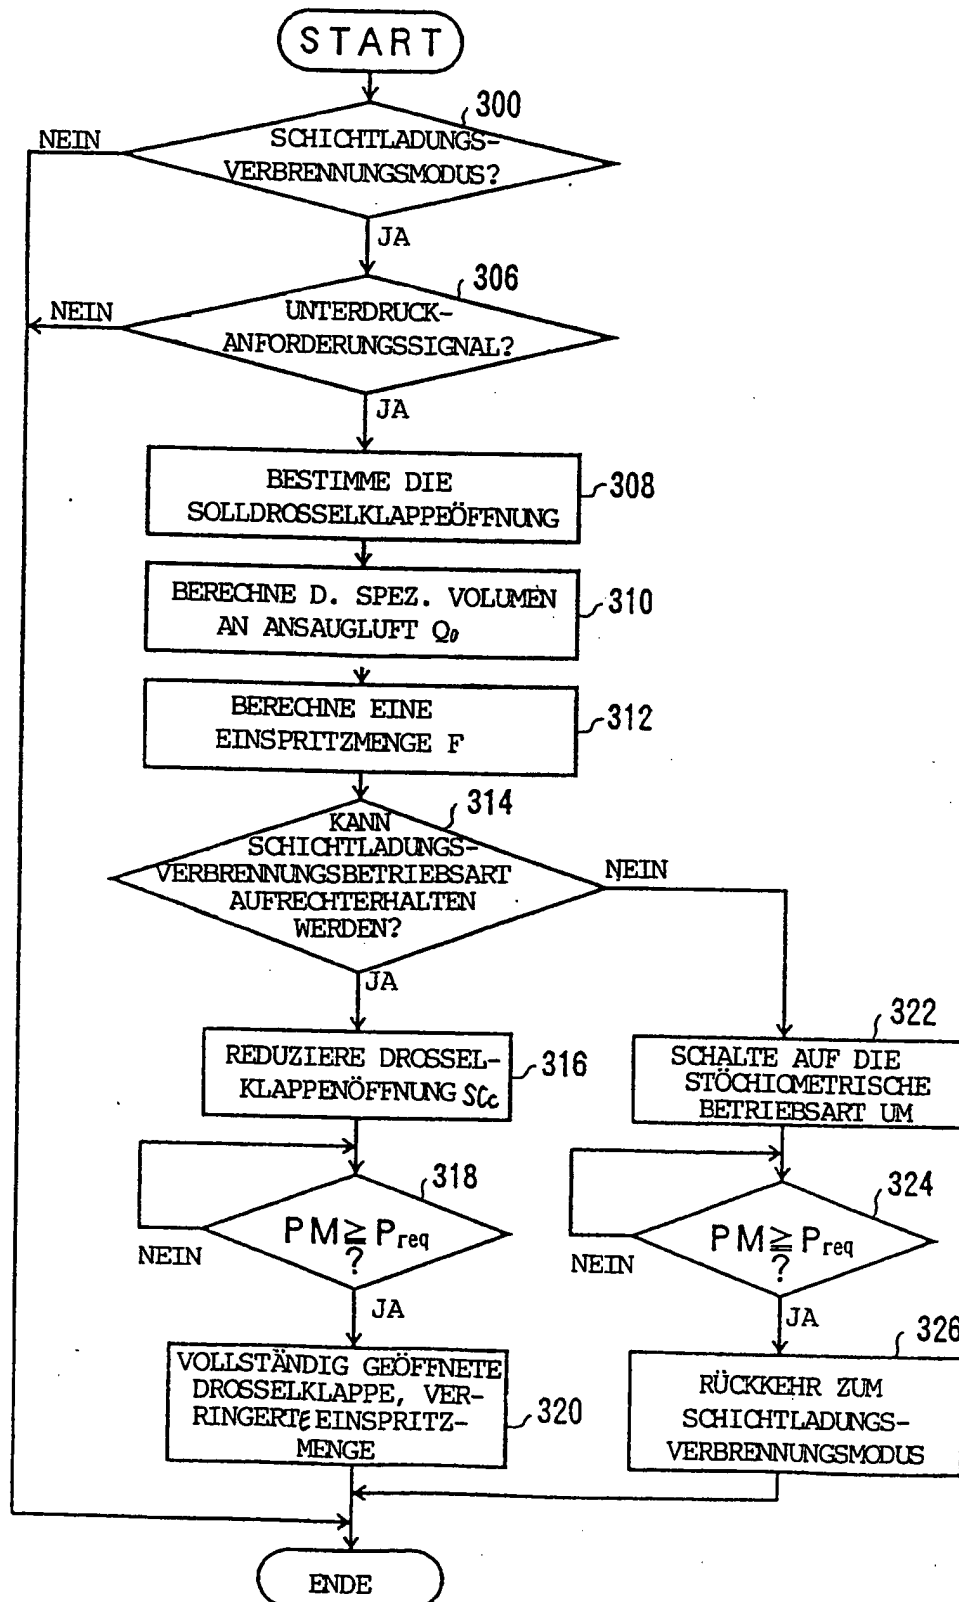 START
300
NEIN
SCHICHTLADUNGS-
VERBRENNUNGSMODUS?
JA
306
NEIN
UNTERDRUCK-
ANFORDERUNGSSIGNAL?
JA
BESTIMME DIE
SOLLDROSSELKLAPPEÖFFNUNG
308
BERECHNE D. SPEZ. VOLUMEN
AN ANSAUGLUFT Q₀
310
BERECHNE EINE
EINSPRITZMENGE F
312
314
KANN
SCHICHTLADUNGS-
VERBRENNUNGSBETRIEBSART
AUFRECHTERHALTEN
WERDEN?
NEIN
JA
REDUZIERE DROSSEL-
KLAPPENÖFFNUNG
316
322
SCHALTE AUF DIE
STÖCHIOMETRISCHE
BETRIEBSART UM
318
PM≧Preq
?
NEIN
JA
324
PM≧Preq
?
NEIN
JA
VOLLSTÄNDIG GEÖFFNETE
DROSSELKLAPPE, VER-
RINGERTE EINSPRITZ-
MENGE
320
326
RÜCKKEHR ZUM
SCHICHTLADUNGS-
VERBRENNUNGSMODUS
ENDE